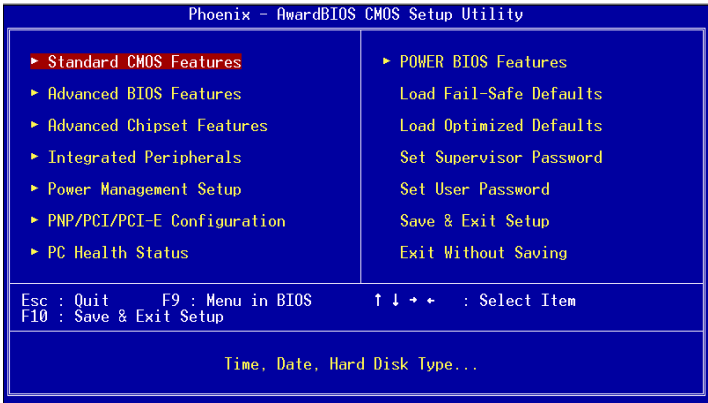 Phoenix - AwardBIOS CMOS Setup Utility
► Standard CMOS Features
► Advanced BIOS Features
► Advanced Chipset Features
► Integrated Peripherals
► Power Management Setup
► PNP/PCI/PCI-E Configuration
► PC Health Status
► POWER BIOS Features
Load Fail-Safe Defaults
Load Optimized Defaults
Set Supervisor Password
Set User Password
Save & Exit Setup
Exit Without Saving
Esc : Quit F9 : Menu in BIOS ↑ ↓ → ← : Select Item
F10 : Save & Exit Setup
Time, Date, Hard Disk Type...